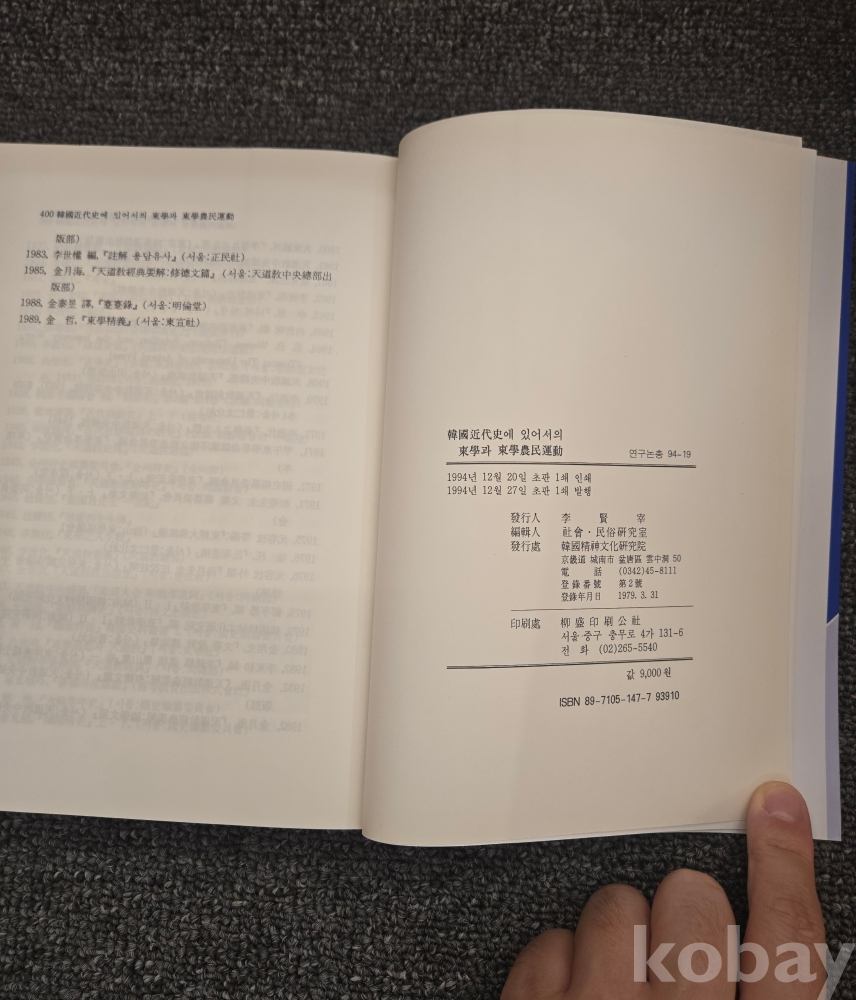 400 韓國近代史에 있어서의 東學과 東學農民運動
版部)
1983, 李世權 編,『註解 용담유사』(서울:正民社)
1985, 金月海,『天道敎經典要解:修德文篇』(서울:天道敎中央總部出
版部)
1988, 金泰昱 譯,『蹇蹇錄』(서울:明倫堂)
1989, 金 哲,『東學精義』(서울:東宣社)
韓國近代史에 있어서의
東學과 東學農民運動 연구논총 94-19
1994년 12월 20일 초판 1쇄 인쇄
1994년 12월 27일 초판 1쇄 발행
發行人 李 賢 宰
編輯人 社會·民俗硏究室
發行處 韓國精神文化硏究院
京畿道 城南市 盆唐區 雲中洞 50
電 話 (0342)45-8111
登錄番號 第2號
登錄年月日 1979. 3. 31
印刷處 柳盛印刷公社
서울·중구 충무로 4가 131-6
전 화 (02)265-5540
값 9,000원
ISBN 89-7105-147-7 93910
kobay